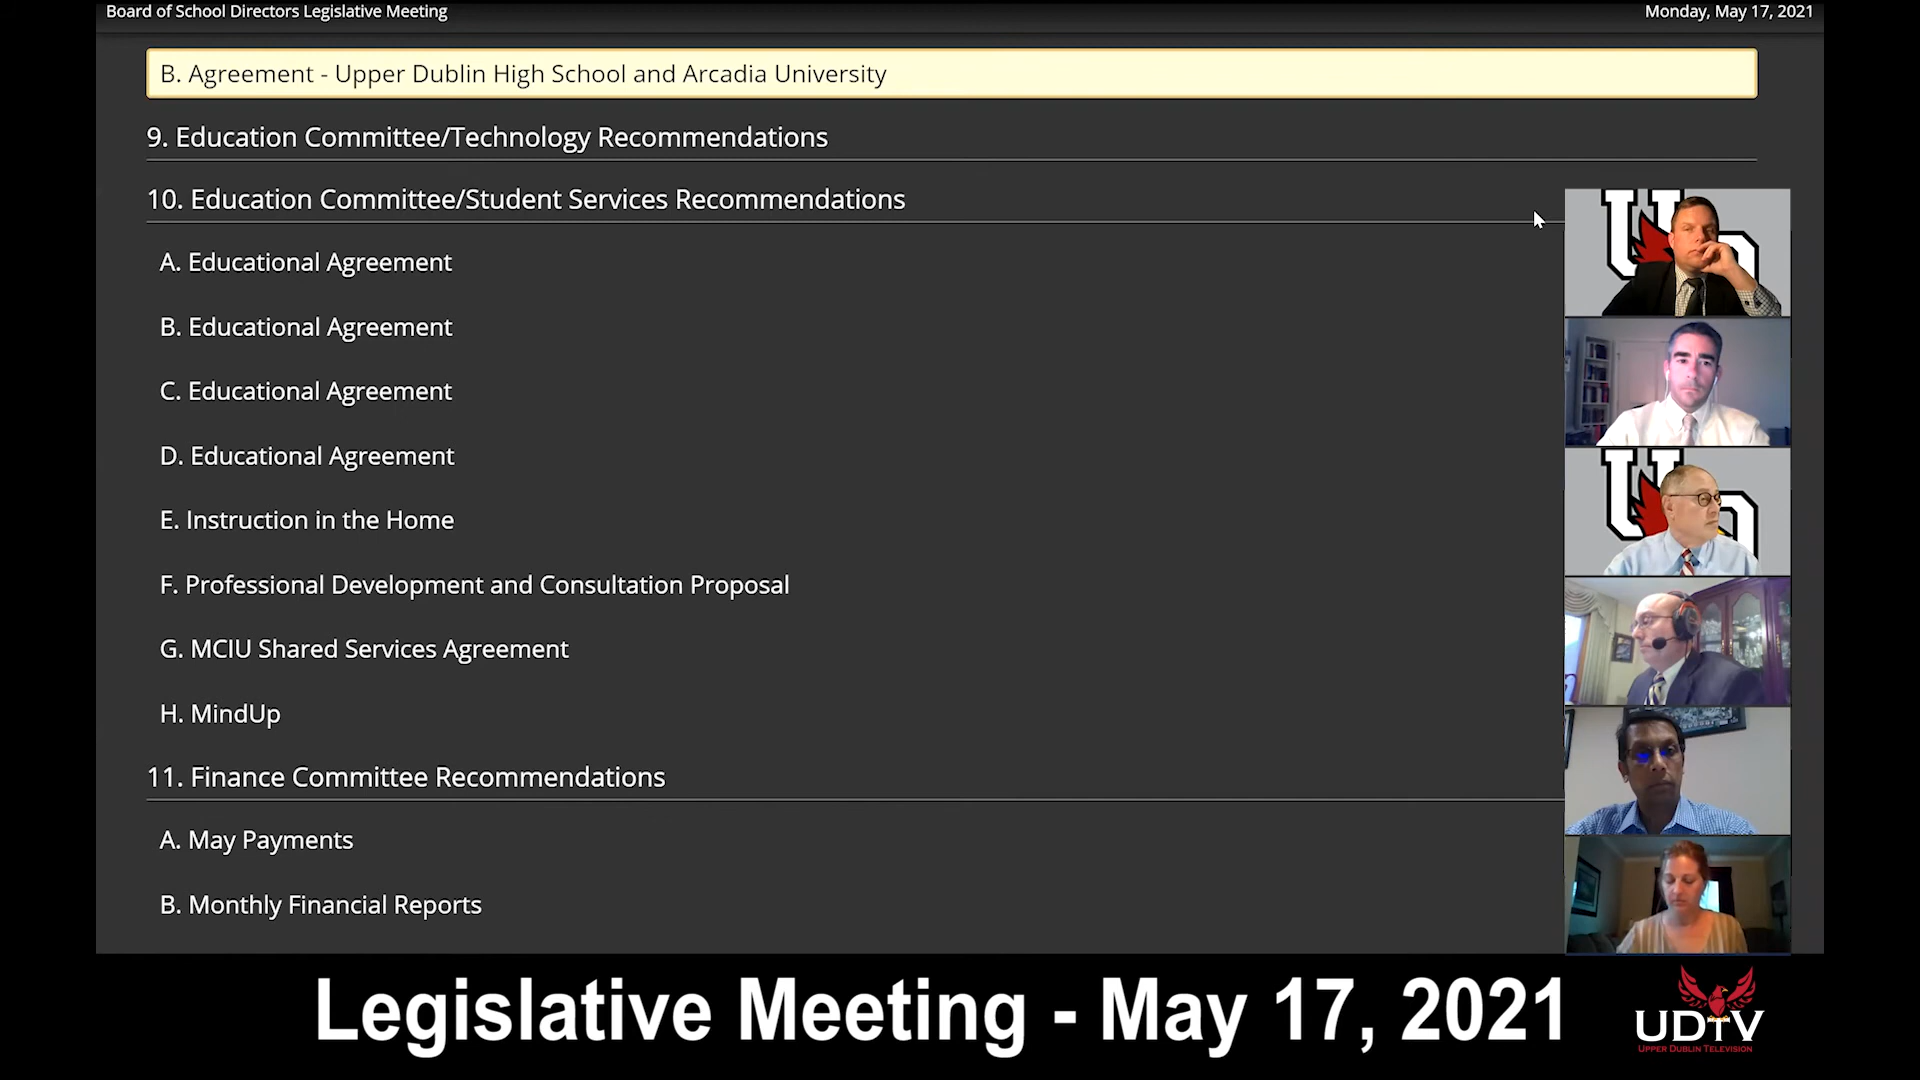 Board of School Directors Legislative Meeting
Monday, May 17, 2021
B. Agreement - Upper Dublin High School and Arcadia University
9. Education Committee/Technology Recommendations
10. Education Committee/Student Services Recommendations
A. Educational Agreement
B. Educational Agreement
C. Educational Agreement
D. Educational Agreement
E. Instruction in the Home
F. Professional Development and Consultation Proposal
G. MCIU Shared Services Agreement
H. MindUp
11. Finance Committee Recommendations
A. May Payments
B. Monthly Financial Reports
U D
U D
Legislative Meeting - May 17, 2021
UDTV
UPPER DUBLIN TELEVISION